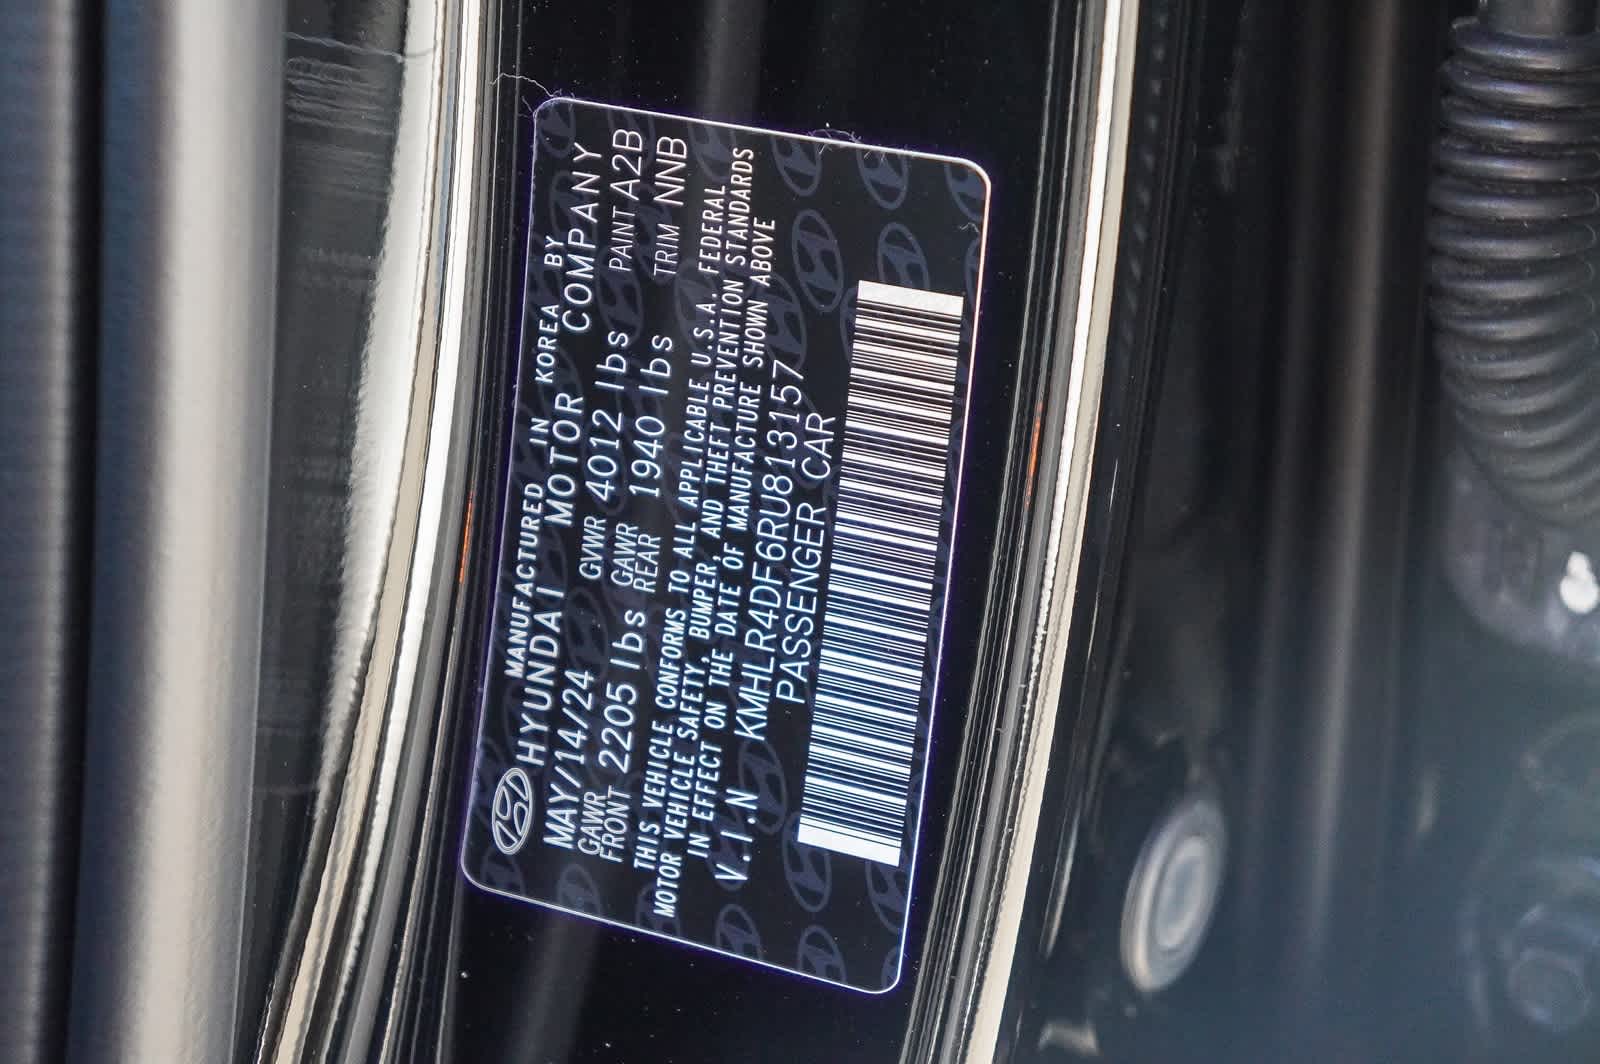 MANUFACTURED IN KOREA BY
HYUNDAI MOTOR COMPANY
MAY/14/24 GVWR 4012 lbs PAINT A2B
GAWR FRONT 2205 lbs GAWR REAR 1940 lbs TRIM NNB
THIS VEHICLE CONFORMS TO ALL APPLICABLE U.S.A. FEDERAL
MOTOR VEHICLE SAFETY, BUMPER, AND THEFT PREVENTION STANDARDS
IN EFFECT ON THE DATE OF MANUFACTURE SHOWN ABOVE
V.I.N KMHLR4DF6RU813157
PASSENGER CAR